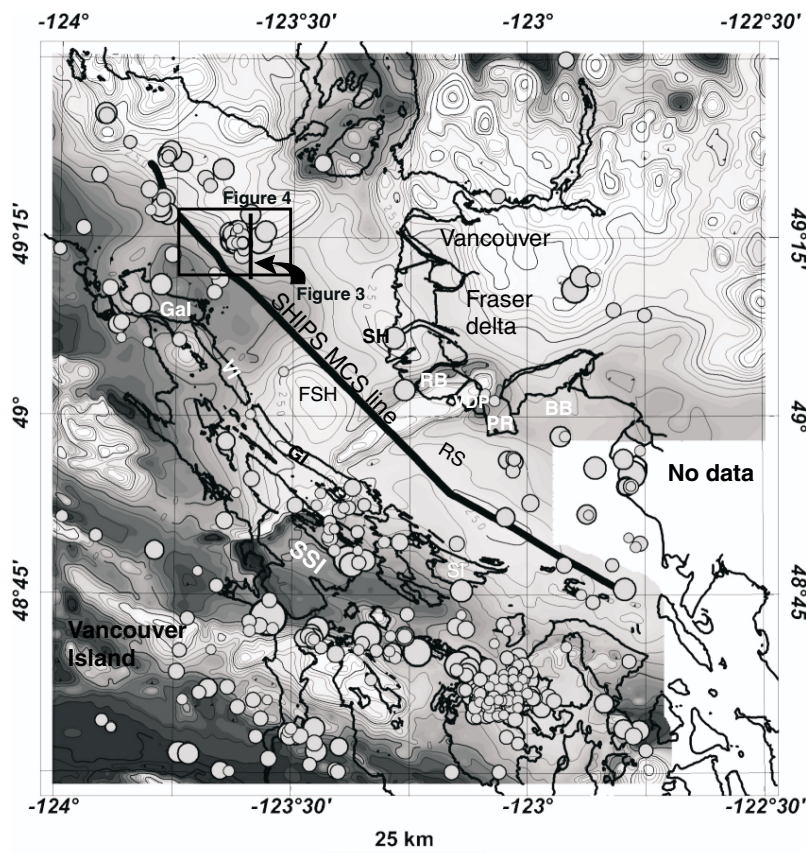 -124°
-123°30'
-123°
-122°30'
49°15'
49°15'
Figure 4
Vancouver
Figure 3
Gal
Fraser
delta
SHIPS MCS line
SH
VI
RB
FSH
DP
BB
PR
49°
49°
GI
RS
No data
SSI
SI
48°45'
48°45'
Vancouver
Island
-124°
-123°30'
-123°
-122°30'
25 km